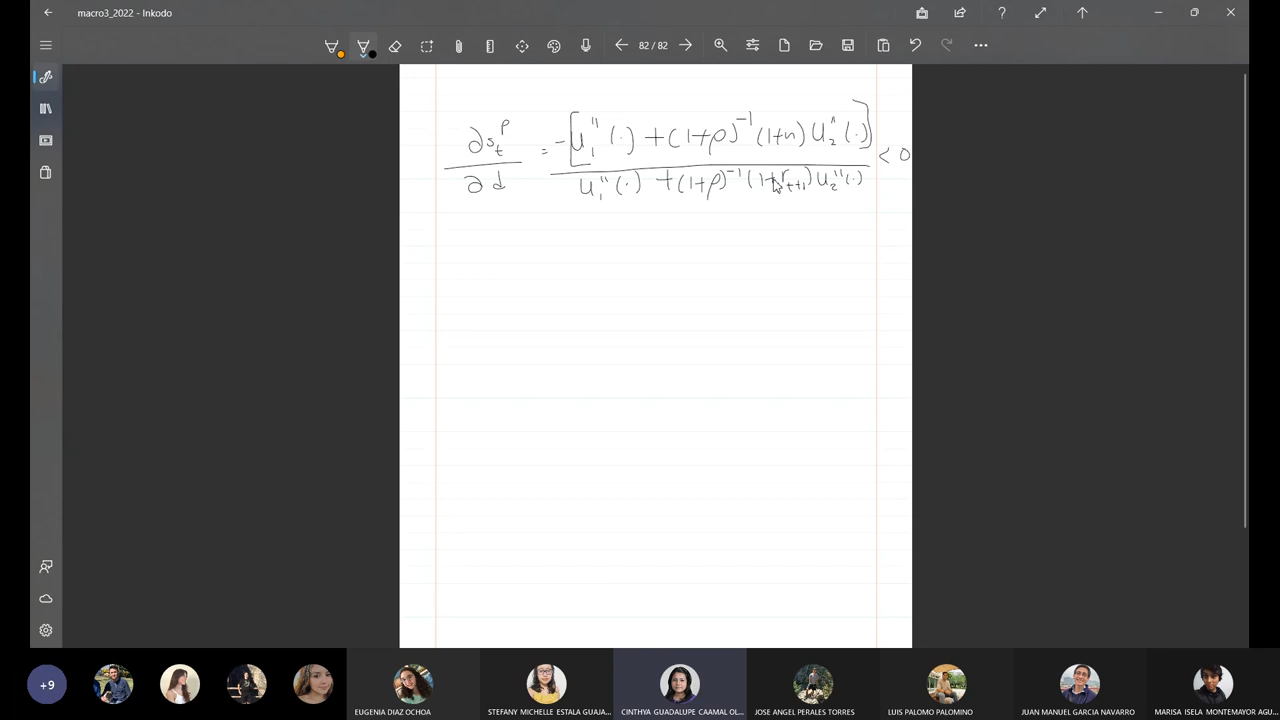 macro3_2022 - Inkodo
82 / 82
∂s_t^p / ∂d = -[u_1''(·) + (1+ρ)^{-1} (1+n) u_2''(·)] / u_1''(·) + (1+ρ)^{-1} (1+r_{t+1}) u_2''(·) < 0
+9
EUGENIA DIAZ OCHOA
STEFANY MICHELLE ESTALA GUAJA...
CINTHYA GUADALUPE CAAMAL OL...
JOSE ANGEL PERALES TORRES
LUIS PALOMO PALOMINO
JUAN MANUEL GARCIA NAVARRO
MARISA ISELA MONTEMAYOR AGU...